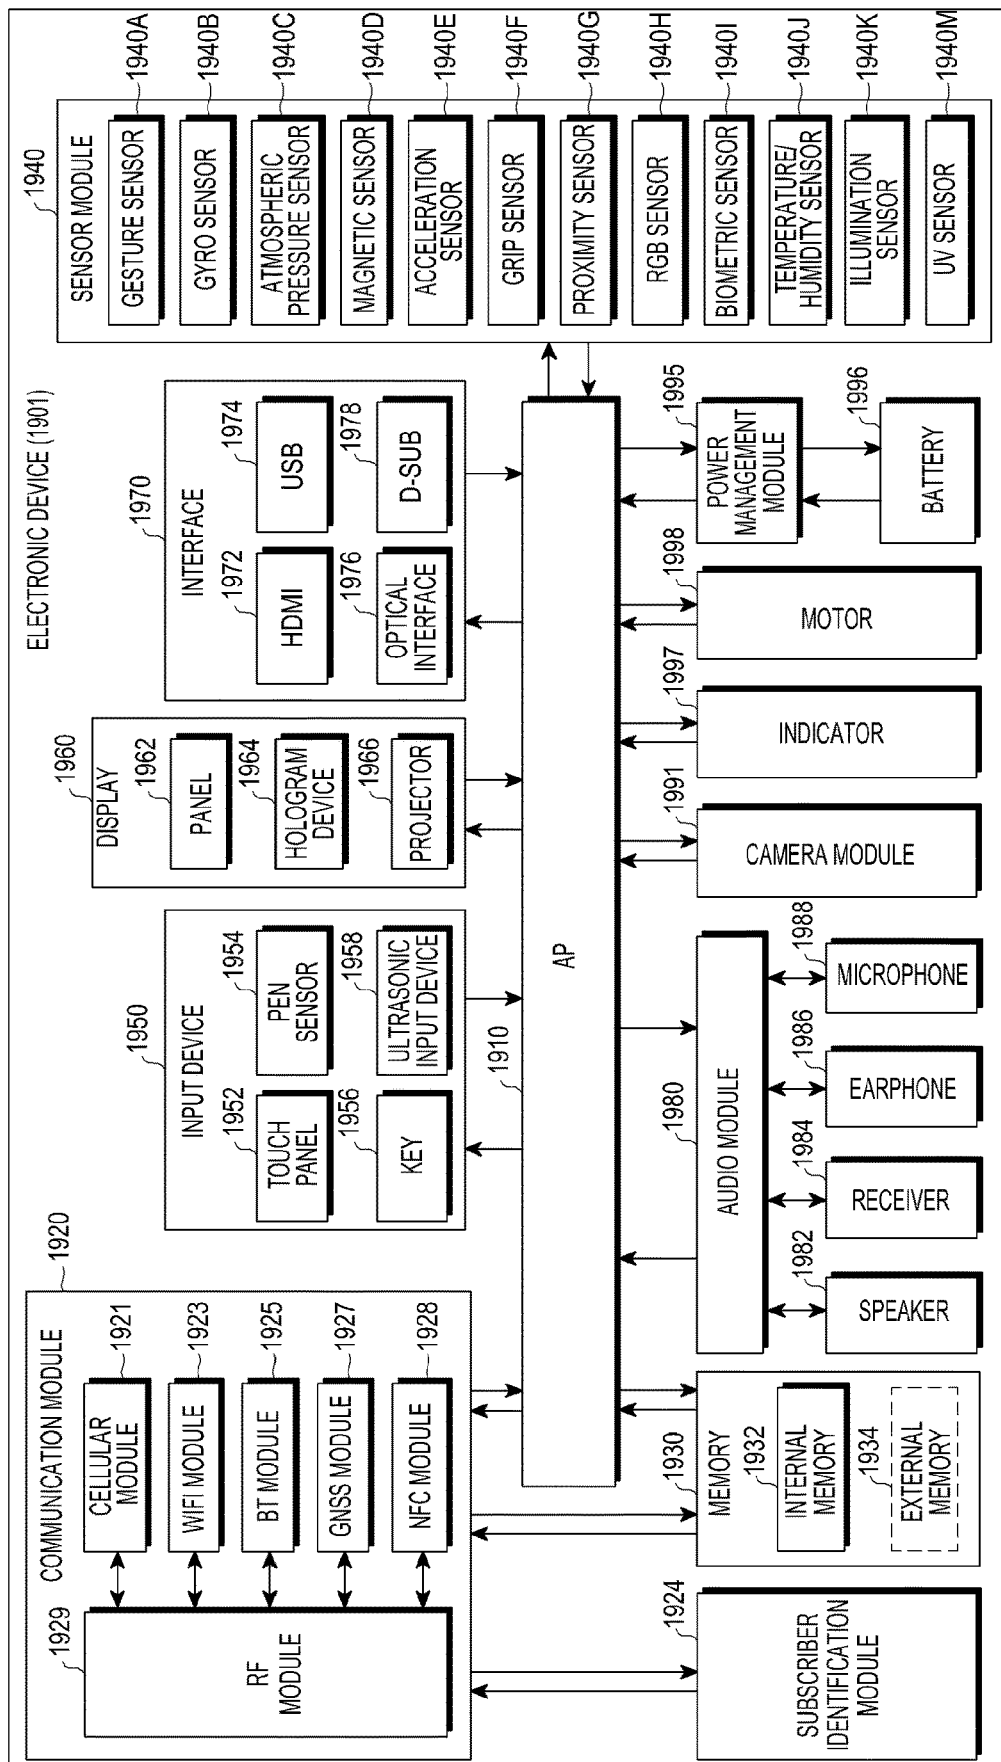 ELECTRONIC DEVICE (1901)
COMMUNICATION MODULE
1920
CELLULAR
MODULE
1921
WIFI MODULE
1923
BT MODULE
1925
GNSS MODULE
1927
NFC MODULE
1928
1929
RF
MODULE
1950
INPUT DEVICE
1952
TOUCH
PANEL
1954
PEN
SENSOR
1956
KEY
1958
ULTRASONIC
INPUT DEVICE
1960
DISPLAY
1962
PANEL
1964
HOLOGRAM
DEVICE
1966
PROJECTOR
1970
INTERFACE
1972
HDMI
1974
USB
1976
OPTICAL
INTERFACE
1978
D-SUB
1940
SENSOR MODULE
GESTURE SENSOR
1940A
GYRO SENSOR
1940B
ATMOSPHERIC
PRESSURE SENSOR
1940C
MAGNETIC SENSOR
1940D
ACCELERATION
SENSOR
1940E
GRIP SENSOR
1940F
PROXIMITY SENSOR
1940G
RGB SENSOR
1940H
BIOMETRIC SENSOR
1940I
TEMPERATURE/
HUMIDITY SENSOR
1940J
ILLUMINATION
SENSOR
1940K
UV SENSOR
1940M
1910
AP
1924
SUBSCRIBER
IDENTIFICATION
MODULE
1930
MEMORY
1932
INTERNAL
MEMORY
1934
EXTERNAL
MEMORY
1980
AUDIO MODULE
1982
SPEAKER
1984
RECEIVER
1986
EARPHONE
1988
MICROPHONE
1991
CAMERA MODULE
1997
INDICATOR
1998
MOTOR
1995
POWER
MANAGEMENT
MODULE
1996
BATTERY